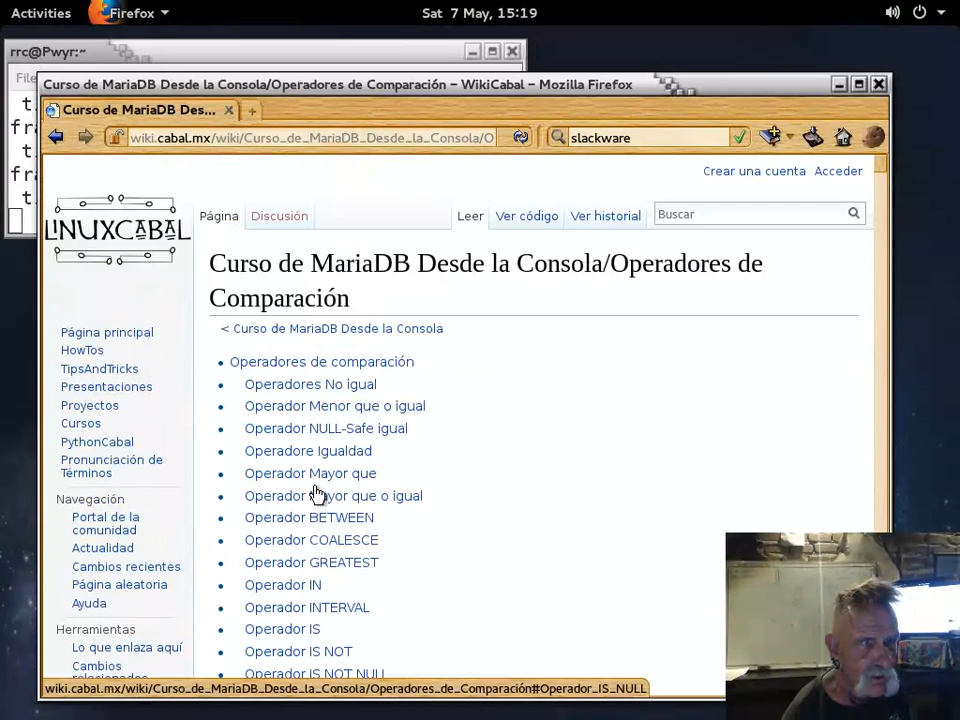 Activities Firefox Sat 7 May, 15:19
rrc@Pwyr:~
File
Curso de MariaDB Desde la Consola/Operadores de Comparación – WikiCabal – Mozilla Firefox
Curso de MariaDB Des...
wiki.cabal.mx/wiki/Curso_de_MariaDB_Desde_la_Consola/O slackware
Crear una cuenta Acceder
LINUXCABAL
Página Discusión Leer Ver código Ver historial Buscar
Curso de MariaDB Desde la Consola/Operadores de
Comparación
< Curso de MariaDB Desde la Consola
Página principal
HowTos
TipsAndTricks
Presentaciones
Proyectos
Cursos
PythonCabal
Pronunciación de
Términos
Navegación
Portal de la
comunidad
Actualidad
Cambios recientes
Página aleatoria
Ayuda
Herramientas
Lo que enlaza aquí
Cambios
• Operadores de comparación
• Operadores No igual
• Operador Menor que o igual
• Operador NULL-Safe igual
• Operadore Igualdad
• Operador Mayor que
• Operador Mayor que o igual
• Operador BETWEEN
• Operador COALESCE
• Operador GREATEST
• Operador IN
• Operador INTERVAL
• Operador IS
• Operador IS NOT
• Operador IS NOT NULL
wiki.cabal.mx/wiki/Curso_de_MariaDB_Desde_la_Consola/Operadores_de_Comparación#Operador_IS_NULL